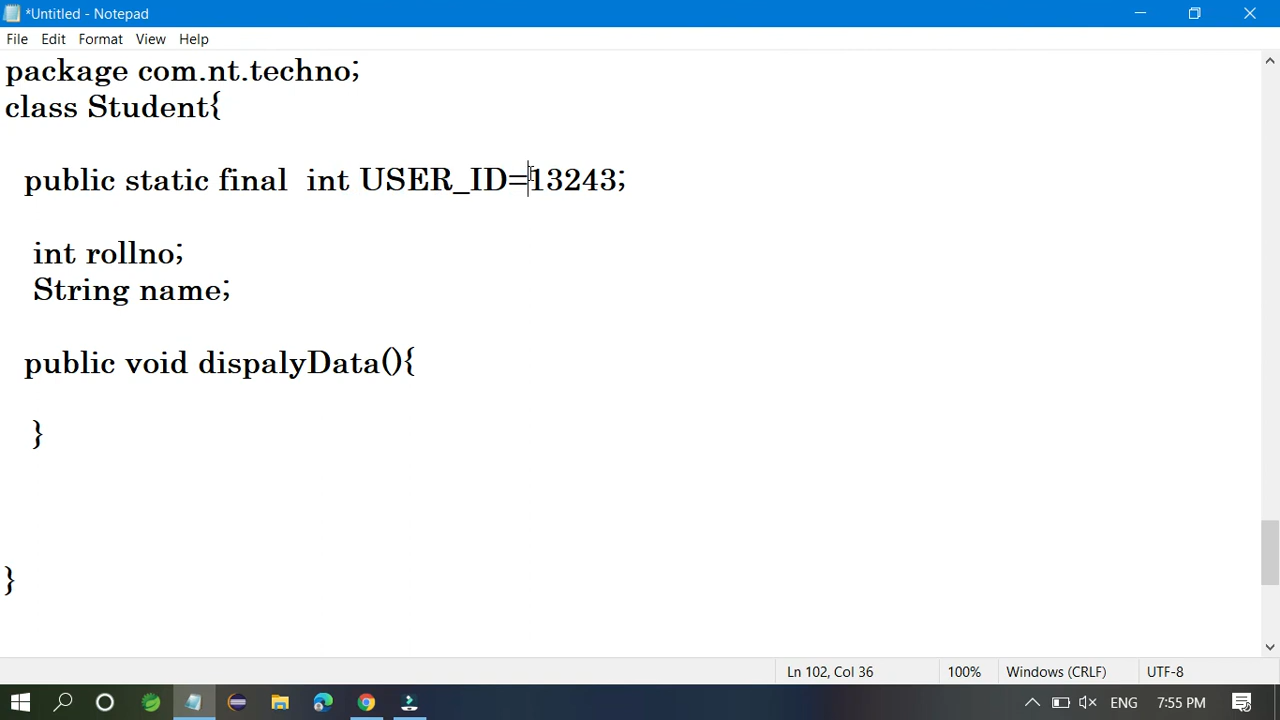 *Untitled - Notepad
File Edit Format View Help
package com.nt.techno;
class Student{
public static final  int USER_ID=13243;
int rollno;
String name;
public void dispalyData(){
}
}
Ln 102, Col 36 100% Windows (CRLF) UTF-8
ENG 7:55 PM